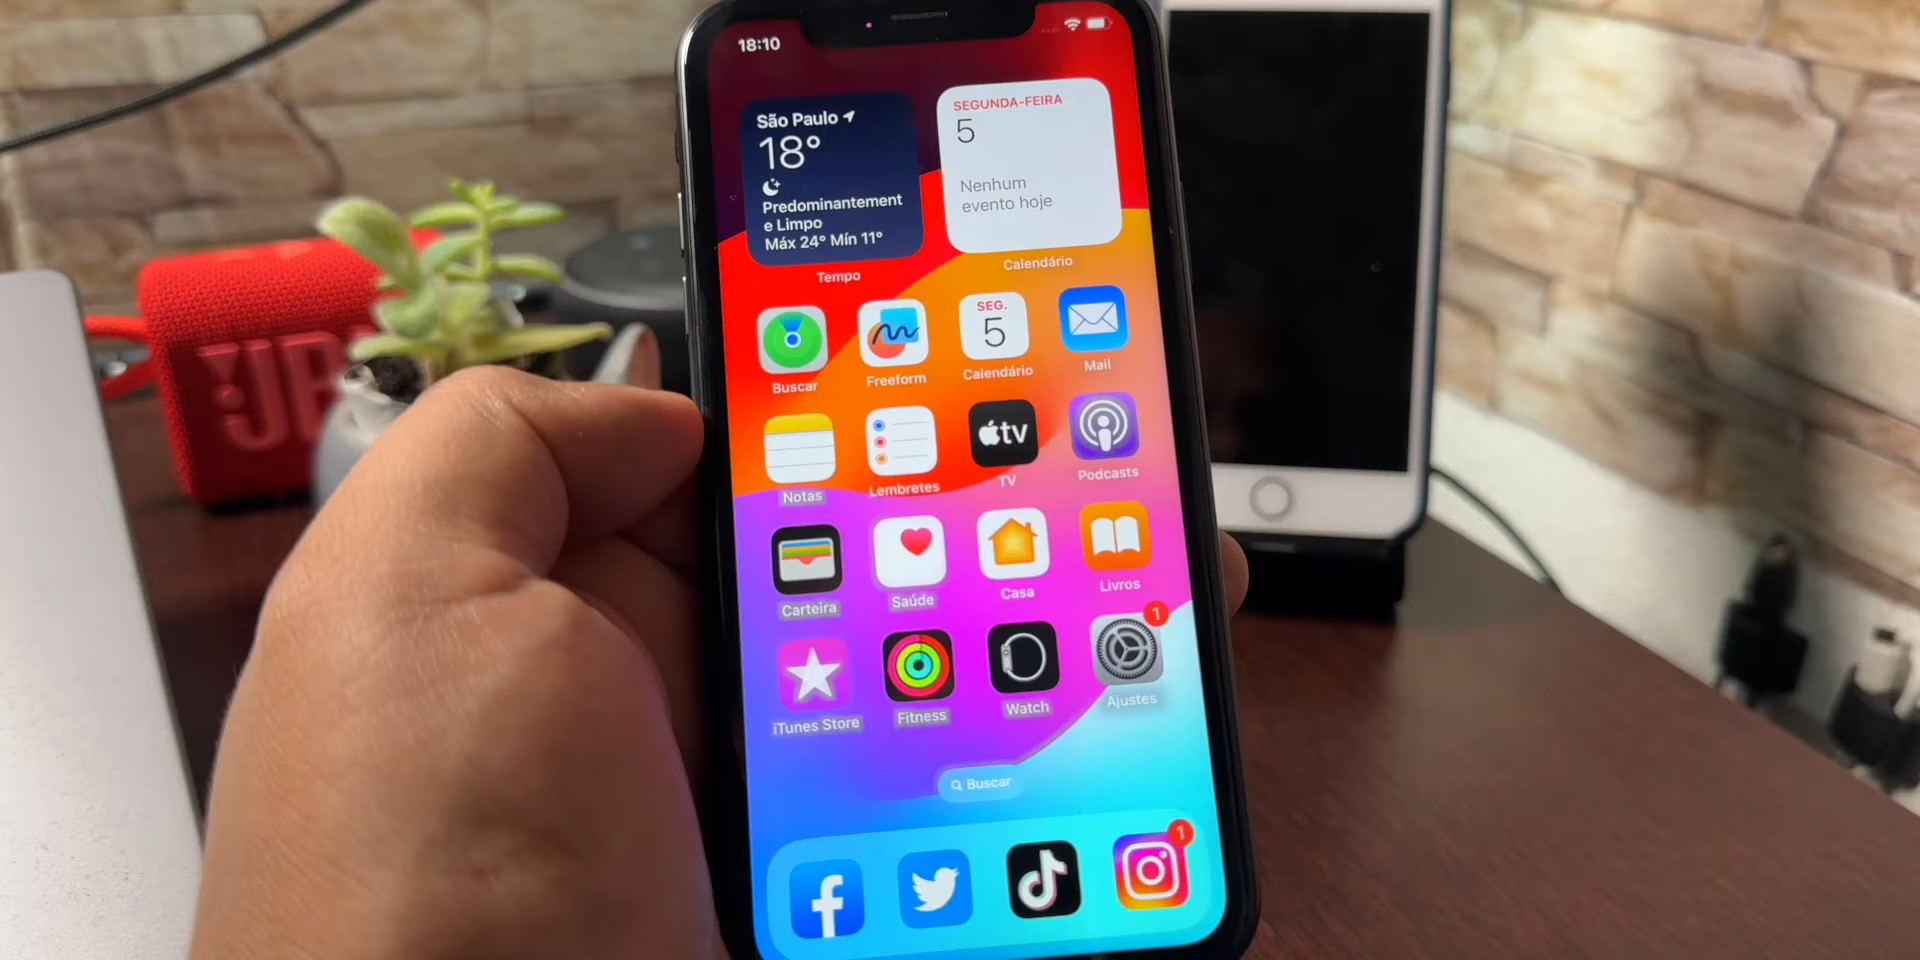 18:10
São Paulo
18°
Predominantement
e Limpo
Máx 24° Mín 11°
Tempo
SEGUNDA-FEIRA
5
Nenhum
evento hoje
Calendário
Buscar
Freeform
SEG.
5
Calendário
Mail
Notas
Lembretes
tv
TV
Podcasts
Carteira
Saúde
Casa
Livros
iTunes Store
Fitness
Watch
1
Ajustes
Buscar
1
JBL